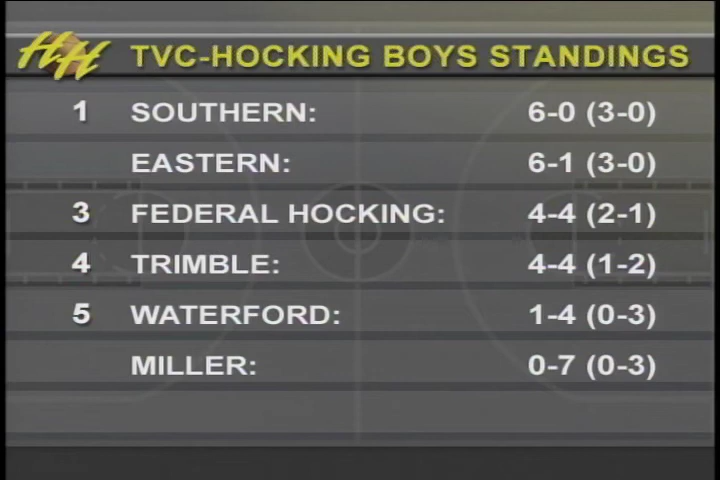 HH TVC-HOCKING BOYS STANDINGS
1 SOUTHERN: 6-0 (3-0)
EASTERN: 6-1 (3-0)
3 FEDERAL HOCKING: 4-4 (2-1)
4 TRIMBLE: 4-4 (1-2)
5 WATERFORD: 1-4 (0-3)
MILLER: 0-7 (0-3)